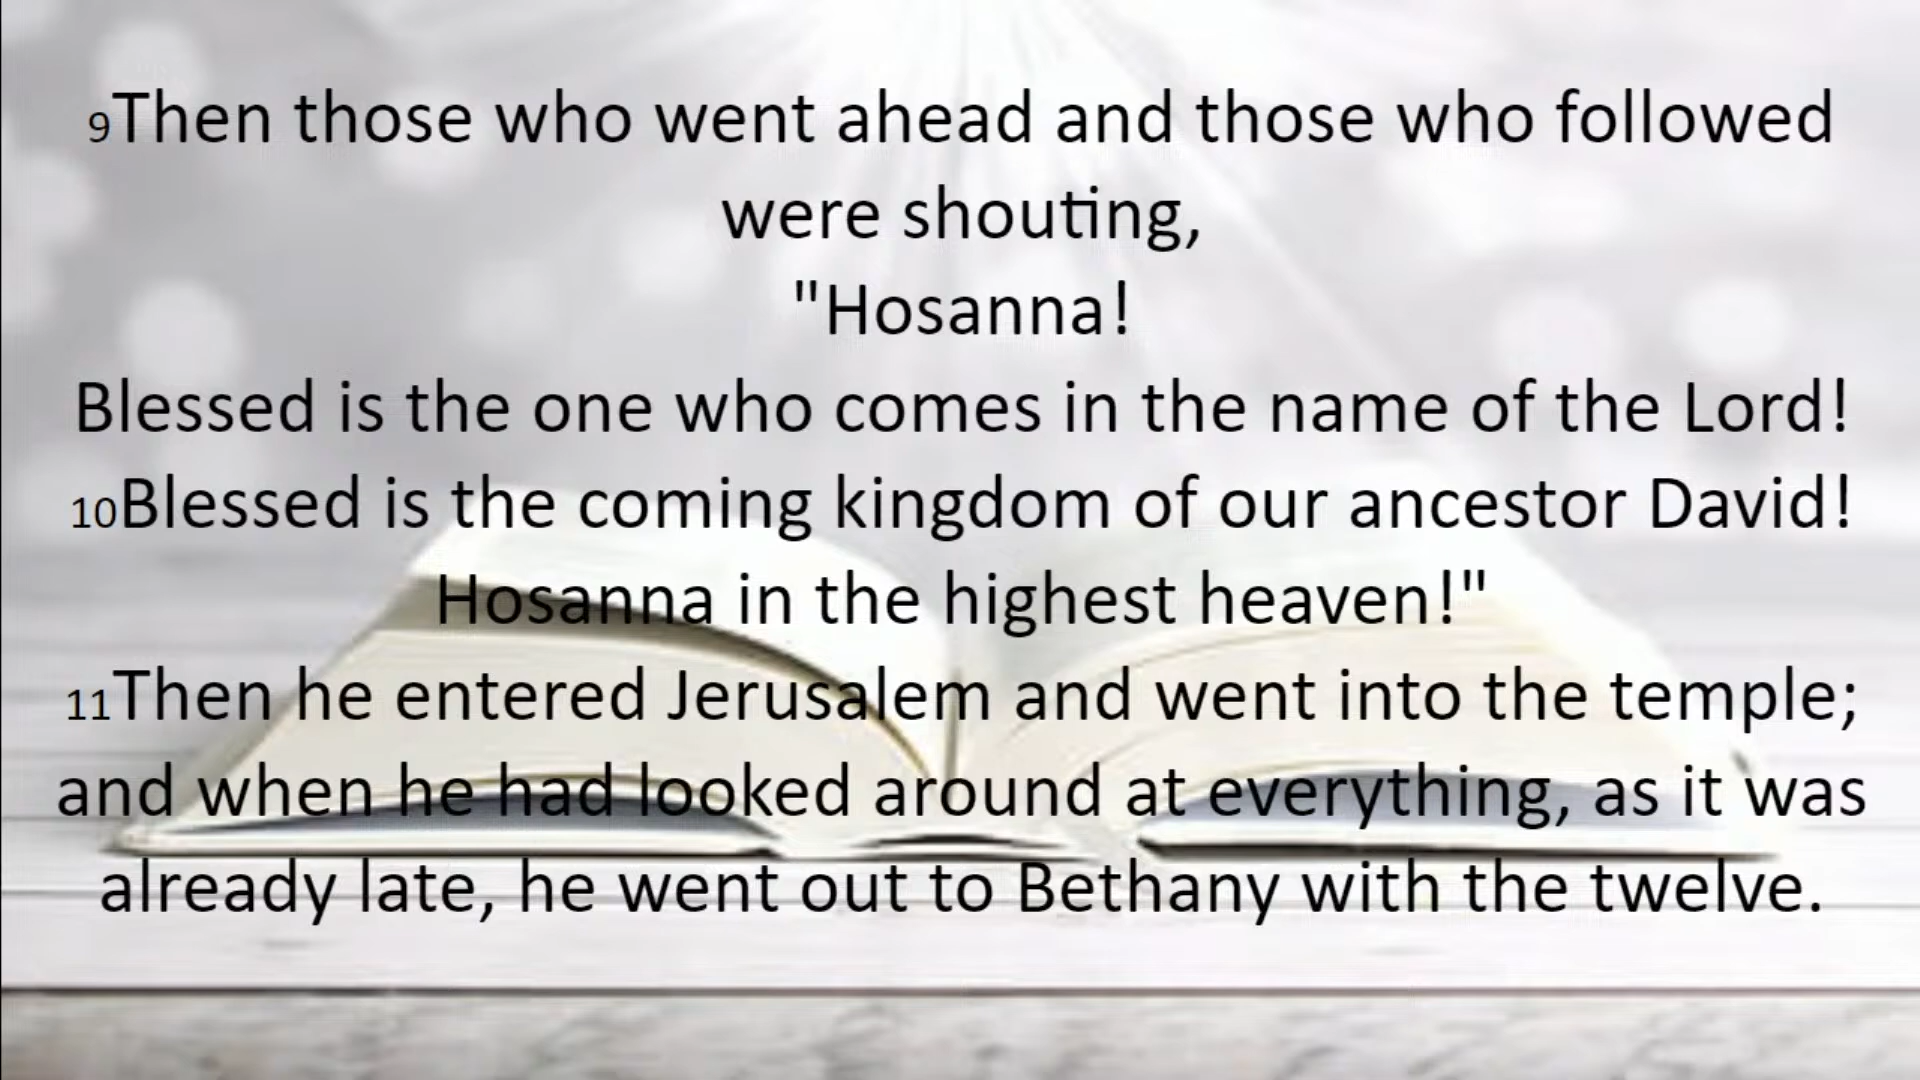 9Then those who went ahead and those who followed
were shouting,
"Hosanna!
Blessed is the one who comes in the name of the Lord!
10Blessed is the coming kingdom of our ancestor David!
Hosanna in the highest heaven!"
11Then he entered Jerusalem and went into the temple;
and when he had looked around at everything, as it was
already late, he went out to Bethany with the twelve.